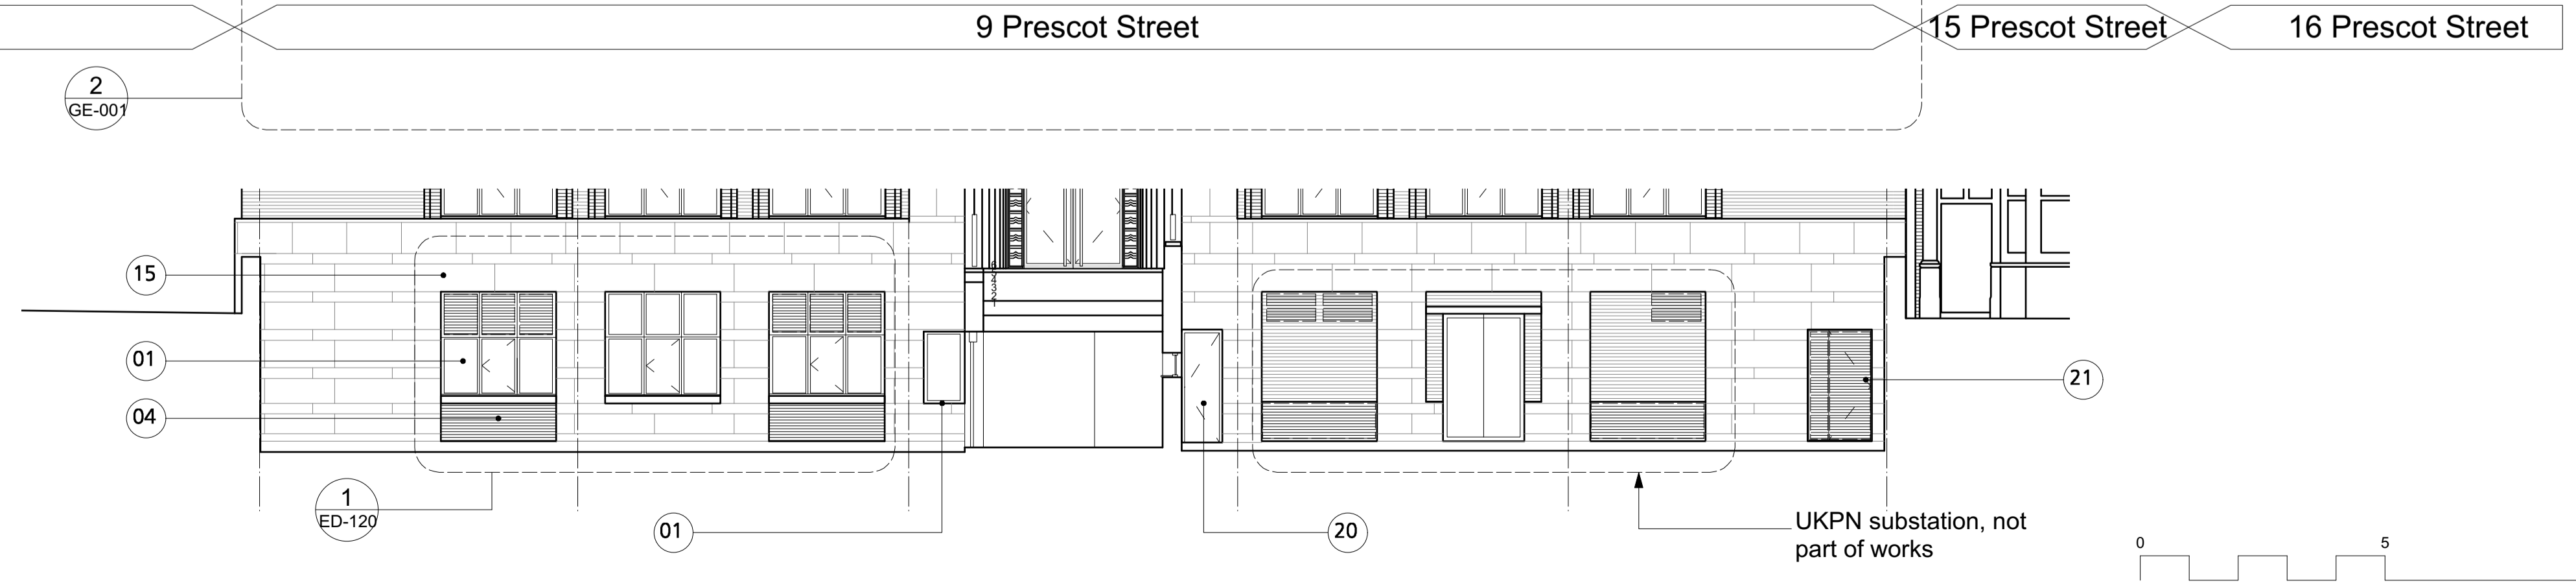 9 Prescot Street
15 Prescot Street
16 Prescot Street
2
GE-001
15
01
04
1
ED-120
01
20
21
UKPN substation, not
part of works
0
5